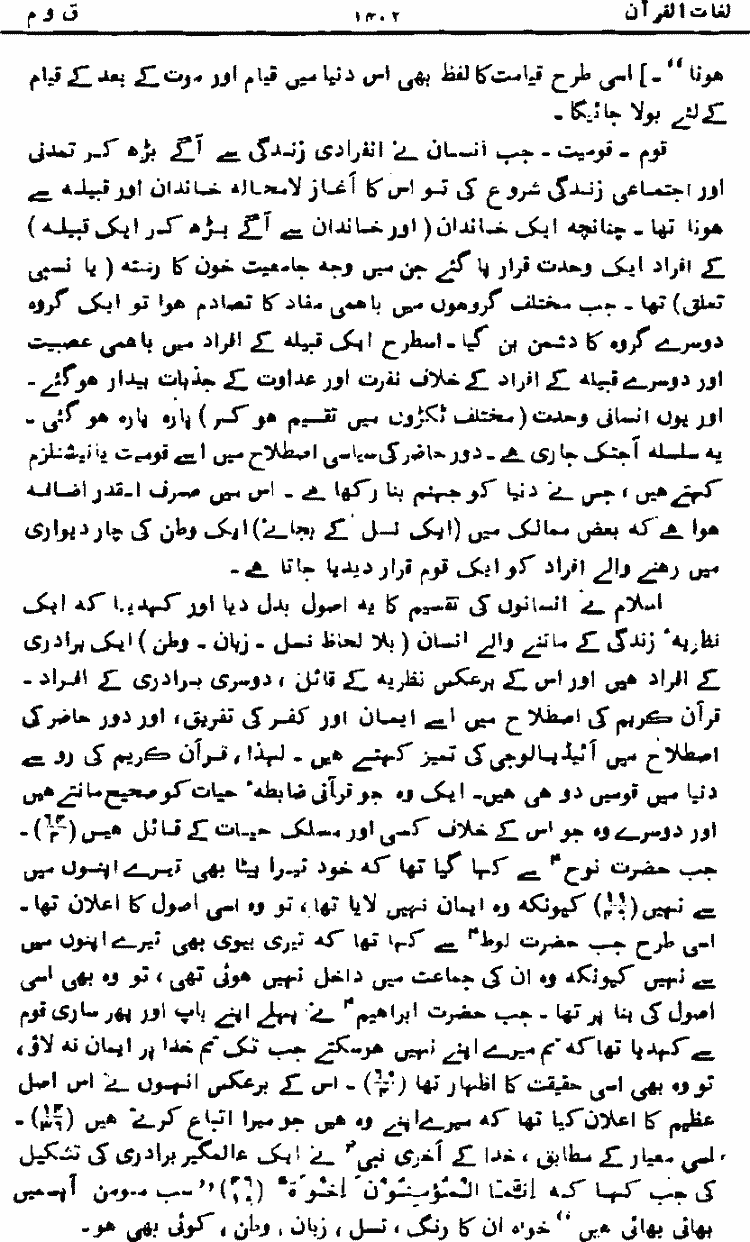 لغات القرآن ۱۴۰۲ ق و م
ہونا“۔] اسی طرح قیامت کا لفظ بھی اس دنیا میں قیام اور موت کے بعد کے قیام
کے لئے بولا جائیگا ۔
قوم ۔ قومیت ۔ جب انسان نے انفرادی زندگی سے آگے بڑھ کر تمدنی
اور اجتماعی زندگی شروع کی تو اس کا آغاز لامحالہ خاندان اور قبیلہ سے
ہونا تھا ۔ چنانچہ ایک خاندان ( اور خاندان سے آگے بڑھ کر ایک قبیلہ )
کے افراد ایک وحدت قرار پا گئے جن میں وجہ جامعیت خون کا رشتہ ( یا نسبی
تعلق) تھا ۔ جب مختلف گروہوں میں باہمی مفاد کا تصادم ہوا تو ایک گروہ
دوسرے گروہ کا دشمن بن گیا ۔ اسطرح ایک قبیلہ کے افراد میں باہمی عصبیت
اور دوسرے قبیلہ کے افراد کے خلاف نفرت اور عداوت کے جذبات بیدار ہوگئے ۔
اور یوں انسانی وحدت ( مختلف ٹکڑوں میں تقسیم ہو کر ) پارہ پارہ ہو گئی ۔
یہ سلسلہ آجتک جاری ہے ۔ دور حاضر کی سیاسی اصطلاح میں اسے قومیت یا نیشنلزم
کہتے ہیں ، جس نے دنیا کو جہنم بنا رکھا ہے ۔ اس میں صرف اسقدر اضافہ
ہوا ہے کہ بعض ممالک میں (ایک نسل کے بجائے) ایک وطن کی چار دیواری
میں رہنے والے افراد کو ایک قوم قرار دیدیا جاتا ہے ۔
اسلام نے انسانوں کی تقسیم کا یہ اصول بدل دیا اور کہدیا کہ ایک
نظریہٴ زندگی کے ماننے والے انسان ( بلا لحاظ نسل ۔ زبان ۔ وطن ) ایک برادری
کے افراد ہیں اور اس کے برعکس نظریہ کے قائل ، دوسری برادری کے افراد ۔
قرآن کریم کی اصطلاح میں اسے ایمان اور کفر کی تفریق ، اور دور حاضر کی
اصطلاح میں آئیڈیالوجی کی تمیز کہتے ہیں ۔ لہذا ، قرآن کریم کی رو سے
دنیا میں قومیں دو ہی ہیں۔ ایک وہ جو قرآنی ضابطہٴ حیات کو صحیح مانتے ہیں
اور دوسرے وہ جو اس کے خلاف کسی اور مسلک حیات کے قائل ہیں (۶۴/۲) ۔
جب حضرت نوحؑ سے کہا گیا تھا کہ خود تیرا بیٹا بھی تیرے اپنوں میں
سے نہیں (۱۱/۴۶) کیونکہ وہ ایمان نہیں لایا تھا ، تو وہ اسی اصول کا اعلان تھا ۔
اسی طرح جب حضرت لوطؑ سے کہا تھا کہ تیری بیوی بھی تیرے اپنوں میں
سے نہیں کیونکہ وہ ان کی جماعت میں داخل نہیں ہوئی تھی ، تو وہ بھی اسی
اصول کی بنا پر تھا ۔ جب حضرت ابراہیمؑ نے پہلے اپنے باپ اور پھر ساری قوم
سے کہدیا تھا کہ تم میرے اپنے نہیں ہوسکتے جب تک تم خدا پر ایمان نہ لاؤ ،
تو وہ بھی اسی حقیقت کا اظہار تھا (۶۰/۴) ۔ اس کے برعکس انہوں نے اس اصل
عظیم کا اعلان کیا تھا کہ میرے اپنے وہ ہیں جو میرا اتباع کرتے ہیں (۱۴/۳۶) ۔
اسی معیار کے مطابق ، خدا کے آخری نبیؐ نے ایک عالمگیر برادری کی تشکیل
کی جب کہا کہ اِنَّمَا الْمُؤْمِنُوْنَ اِخْوَةٌ (۴۹/۱۰) ”سب مومن آپسمیں
بھائی بھائی ہیں“ خواہ ان کا رنگ ، نسل ، زبان ، وطن ، کوئی بھی ہو ۔